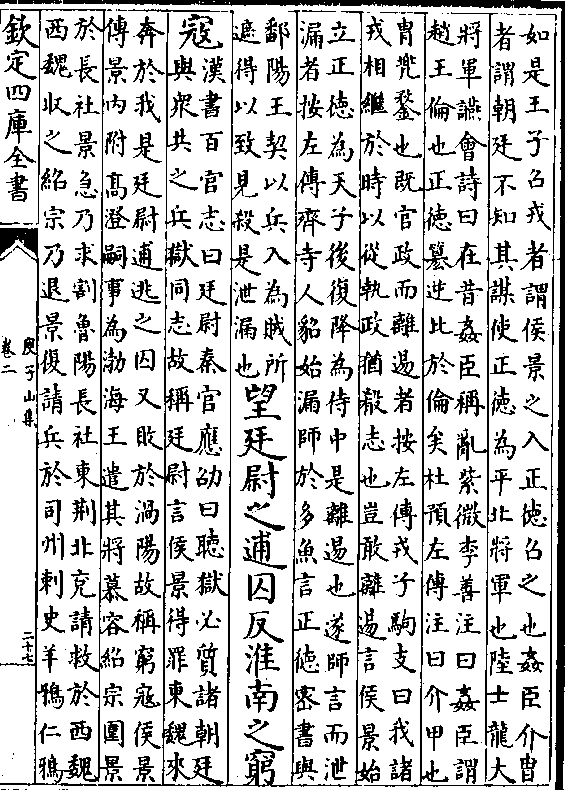 如是王子召戎者謂侯景之入正德召之也姦臣介冑
者謂朝廷不知其謀使正德為平北將軍也陸士龍大
將軍讌會詩曰在昔姦臣稱亂紫微李善注曰姦臣謂
趙王倫也正德篡逆比於倫矣杜預左傳注曰介甲也
冑兠鍪也既官政而離逷者按左傳戎子駒支曰我諸
戎相繼於時以從執政猶殽志也豈敢離逷言侯景始
立正德為天子後復降為侍中是離逷也遂師言而泄
漏者按左傳齊寺人貂始漏師於多魚言正德密書與
鄱陽王契以兵入為賊所
遮得以致見殺是泄漏也
望廷尉之逋囚反淮南之窮
寇
漢書百官志曰廷尉秦官應劭曰聽獄必質諸朝廷
與衆共之兵獄同志故稱廷尉言侯景得罪東魏來
奔於我是廷尉逋逃之囚又敗於渦陽故稱窮寇侯景
傳景内附髙澄嗣事為渤海王遣其將慕容紹宗圍景
於長社景急乃求割魯陽長社東荆北兖請救於西魏
西魏収之紹宗乃退景復請兵於司州刺史羊鴉仁鴉
欽定四庫全書
庾子山集
卷二
二十七